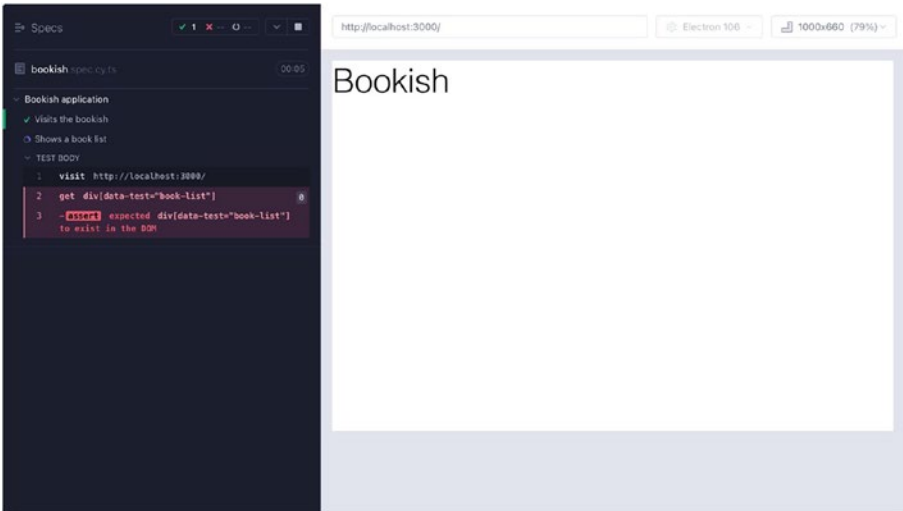 Specs
✓ 1 ✕ -- --
bookish spec.cy.ts
00:05
Bookish application
✓ Visits the bookish
Shows a book list
TEST BODY
1 visit http://localhost:3000/
2 get div[data-test="book-list"] 0
3 -assert expected div[data-test="book-list"]
to exist in the DOM
http://localhost:3000/
Electron 106
1000x660 (79%)
Bookish